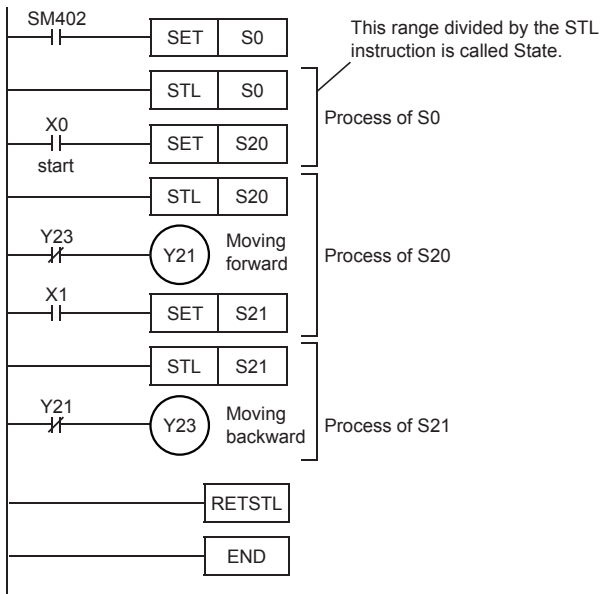 SM402
SET S0
This range divided by the STL
instruction is called State.
STL S0
Process of S0
X0
SET S20
start
STL S20
Y23
Y21
Moving
forward
Process of S20
X1
SET S21
STL S21
Y21
Y23
Moving
backward
Process of S21
RETSTL
END